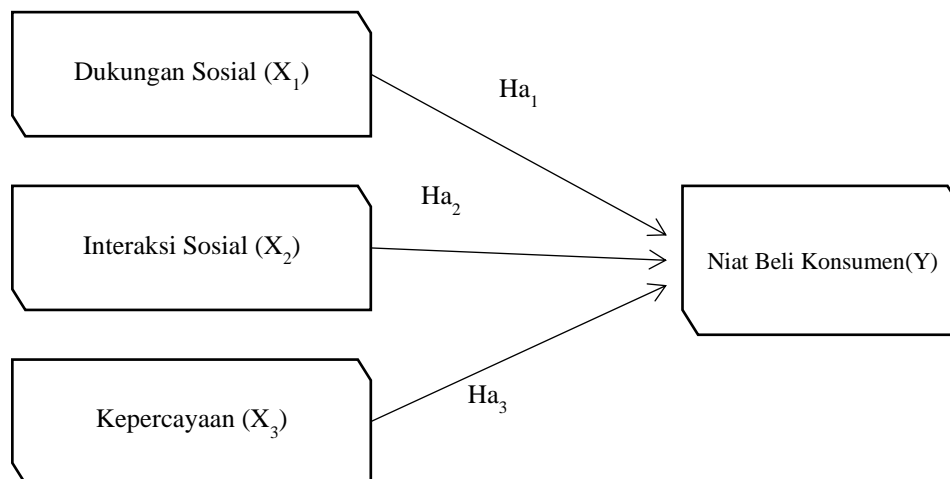 Dukungan Sosial (X₁)
Ha₁
Ha₂
Interaksi Sosial (X₂)
Niat Beli Konsumen(Y)
Ha₃
Kepercayaan (X₃)